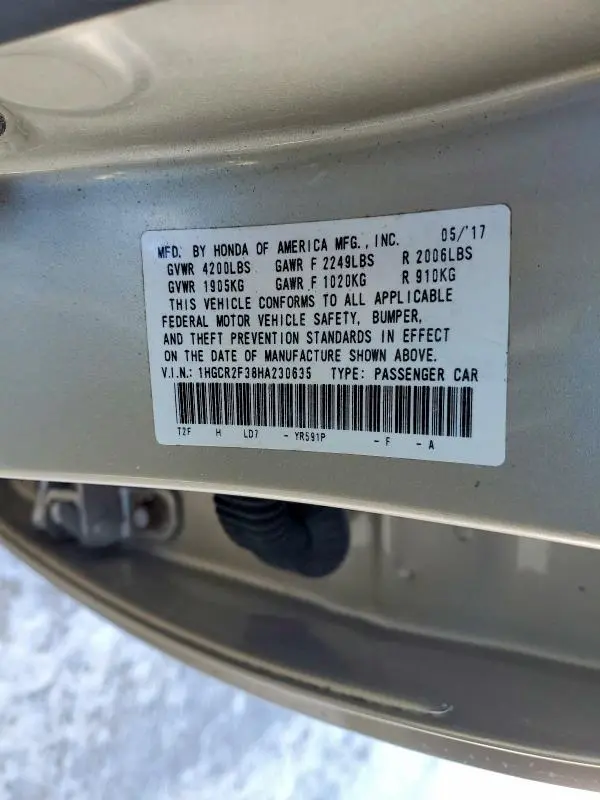 MFD. BY HONDA OF AMERICA MFG., INC. 05/'17
GVWR 4200LBS GAWR F 2249LBS R 2006LBS
GVWR 1905KG GAWR F 1020KG R 910KG
THIS VEHICLE CONFORMS TO ALL APPLICABLE
FEDERAL MOTOR VEHICLE SAFETY, BUMPER,
AND THEFT PREVENTION STANDARDS IN EFFECT
ON THE DATE OF MANUFACTURE SHOWN ABOVE.
V.I.N.: 1HGCR2F38HA230635 TYPE: PASSENGER CAR
T2F H LD7 - YR591P - F - A